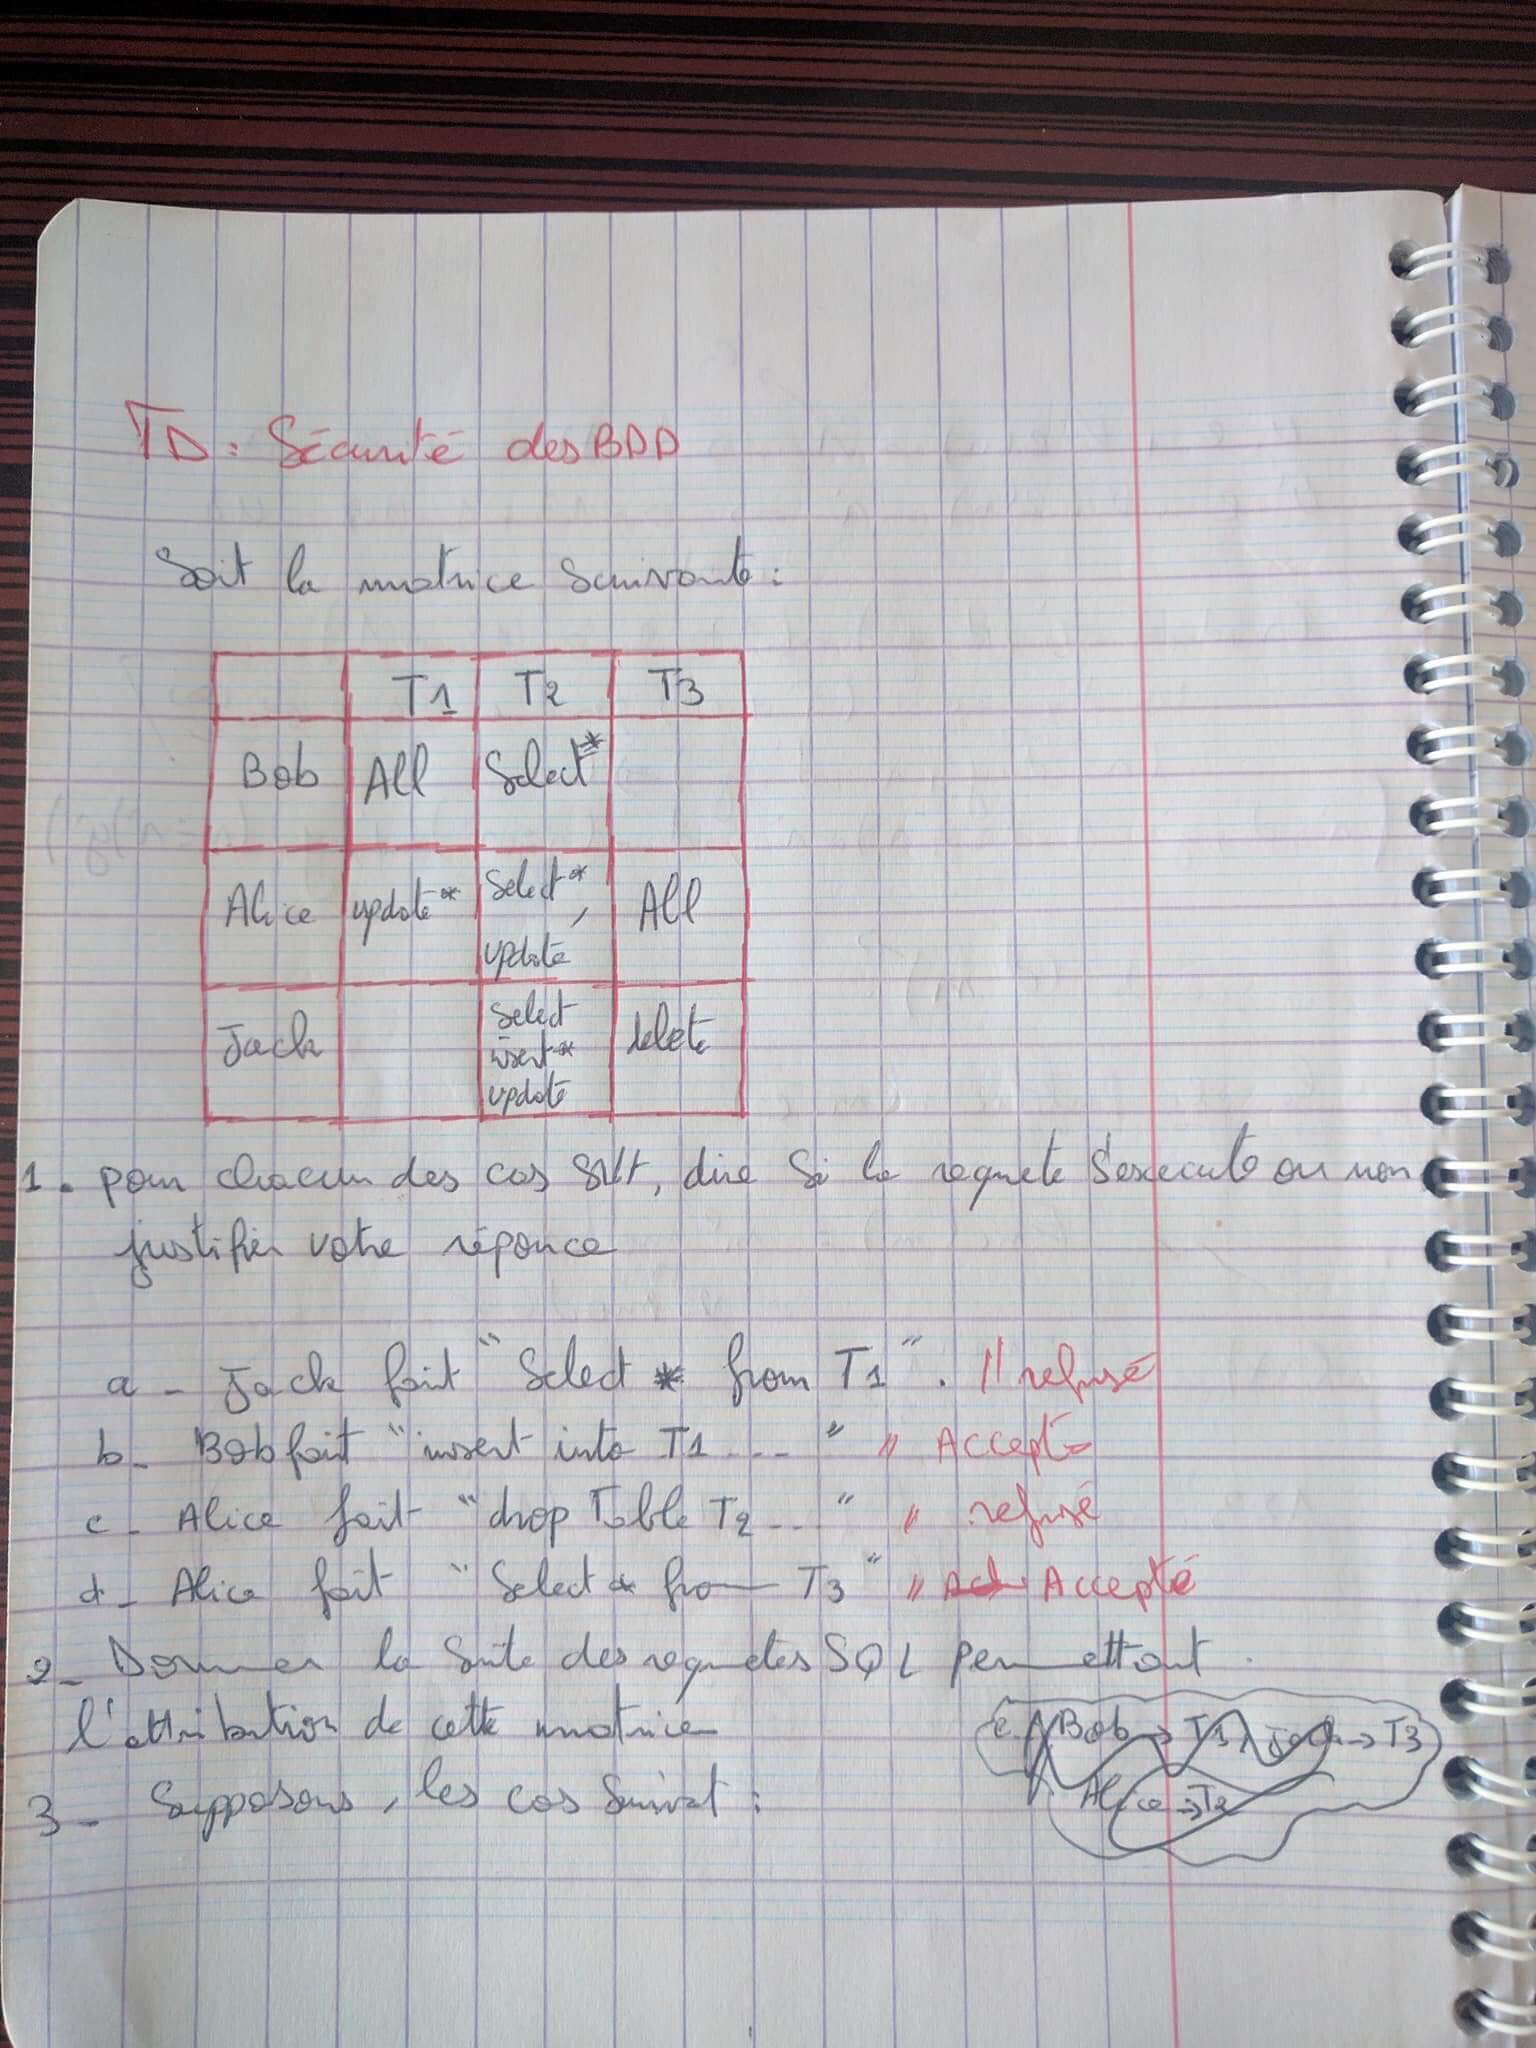 TD: Sécurité des BDD
Soit la matrice suivante:
T1 T2 T3
Bob All Select*
Alice update* Select*, update All
Jack select insert* update delete
1. pour chacun des cas svt, dire si la requete s'execute ou non
justifier votre réponce
a - Jack fait "Select * from T1". // refusé
b - Bob fait "insert into T1 ---" // Accepté
c - Alice fait "drop Table T2 ---" // refusé
d - Alice fait "Select * from T3" // Accepté
2 - Donner la suite des requetes SQL permettant
l'attribution de cette matrice
Bob → T1, Jack → T3
Alice → T2
3 - Supposons, les cas suivat: